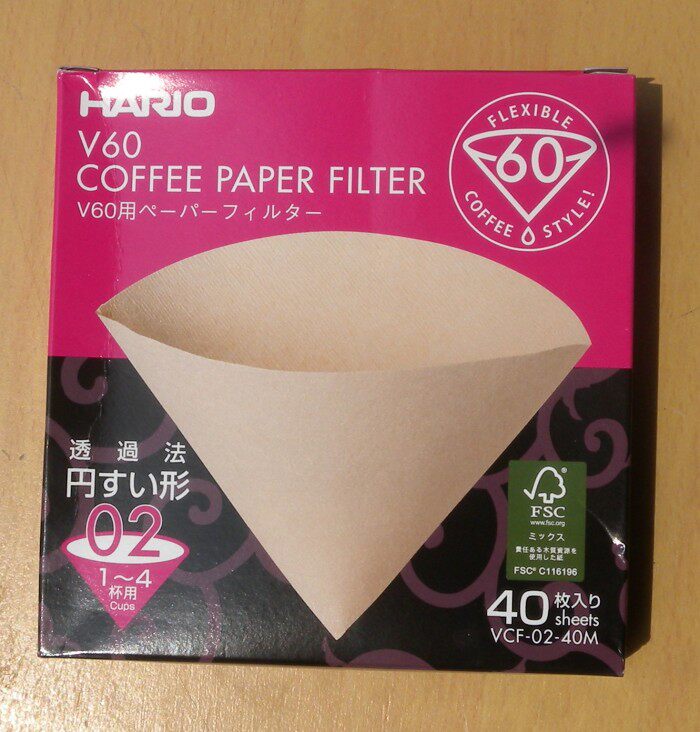 HARIO
V60
COFFEE PAPER FILTER
V60用ペーパーフィルター
FLEXIBLE
60
COFFEE STYLE!
透過法
円すい形
02
1〜4
杯用
Cups
FSC
www.fsc.org
ミックス
責任ある木質資源を
使用した紙
FSC® C116196
40枚入り
sheets
VCF-02-40M